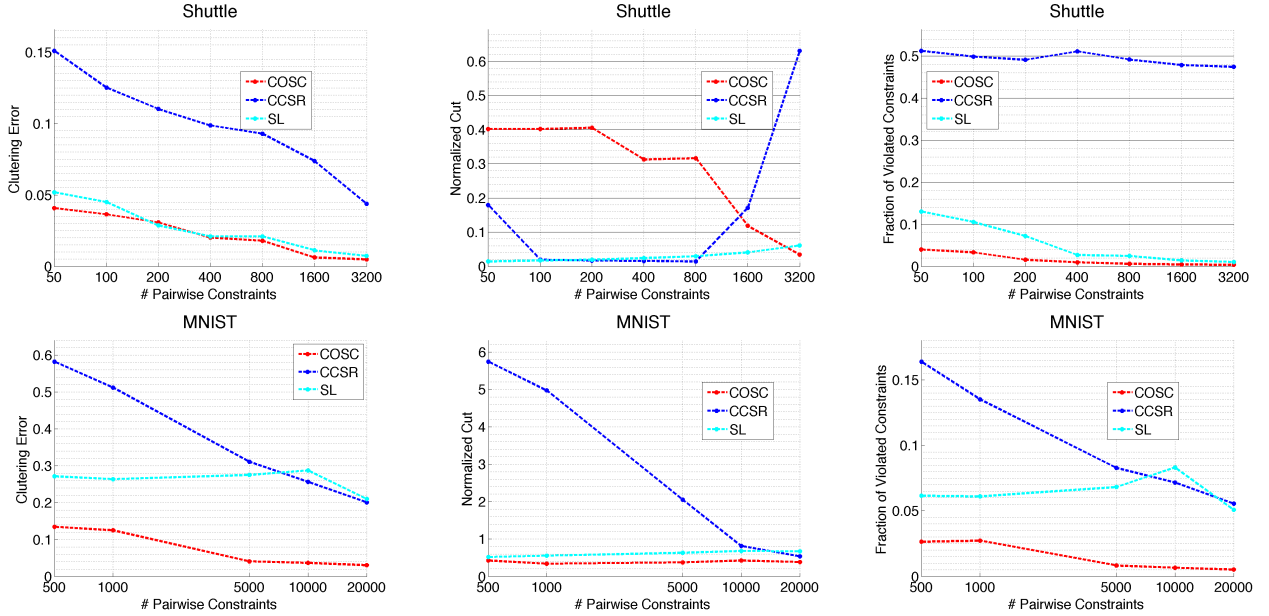 Shuttle
Clutering Error
0.15
0.1
0.05
0
COSC
CCSR
SL
50 100 200 400 800 1600 3200
# Pairwise Constraints
Shuttle
Normalized Cut
0.6
0.5
0.4
0.3
0.2
0.1
0
COSC
CCSR
SL
50 100 200 400 800 1600 3200
# Pairwise Constraints
Shuttle
Fraction of Violated Constraints
0.5
0.4
0.3
0.2
0.1
0
COSC
CCSR
SL
50 100 200 400 800 1600 3200
# Pairwise Constraints
MNIST
Clutering Error
0.6
0.5
0.4
0.3
0.2
0.1
0
COSC
CCSR
SL
500 1000 5000 10000 20000
# Pairwise Constraints
MNIST
Normalized Cut
6
5
4
3
2
1
0
COSC
CCSR
SL
500 1000 5000 10000 20000
# Pairwise Constraints
MNIST
Fraction of Violated Constraints
0.15
0.1
0.05
0
COSC
CCSR
SL
500 1000 5000 10000 20000
# Pairwise Constraints